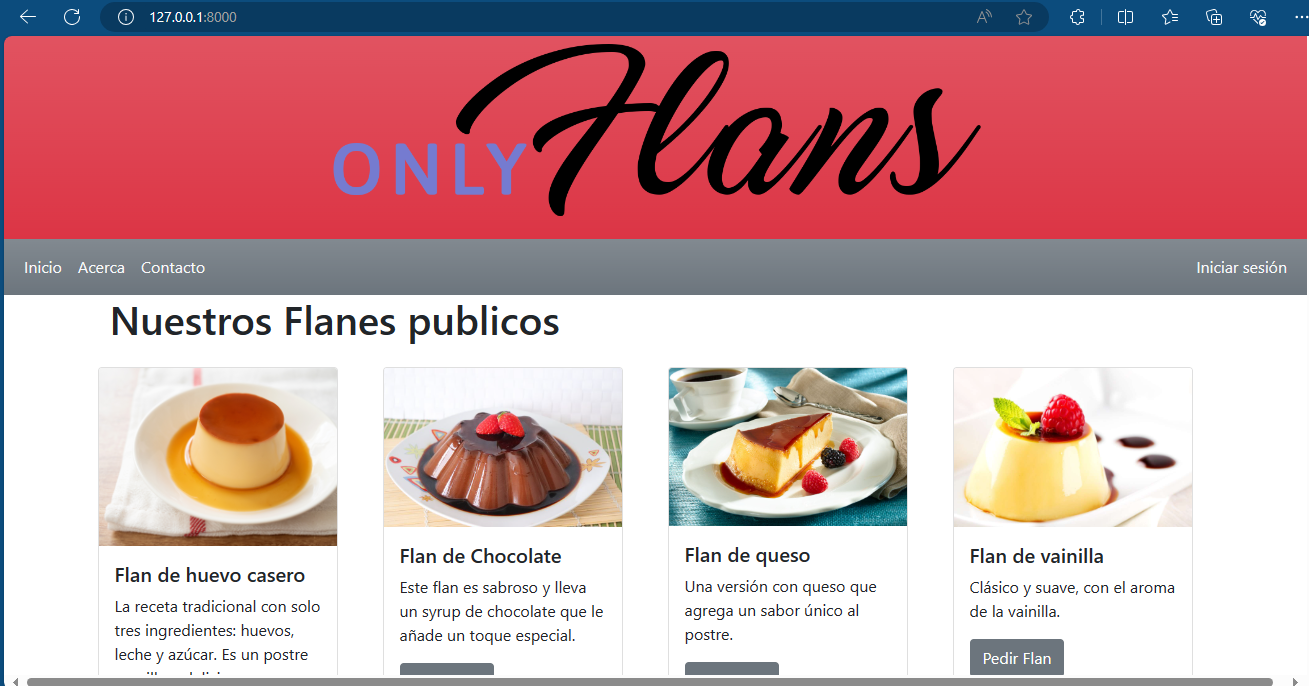 127.0.0.1:8000
ONLY Flans
Inicio Acerca Contacto Iniciar sesión
Nuestros Flanes publicos
Flan de huevo casero
La receta tradicional con solo
tres ingredientes: huevos,
leche y azúcar. Es un postre
Flan de Chocolate
Este flan es sabroso y lleva
un syrup de chocolate que le
añade un toque especial.
Flan de queso
Una versión con queso que
agrega un sabor único al
postre.
Flan de vainilla
Clásico y suave, con el aroma
de la vainilla.
Pedir Flan